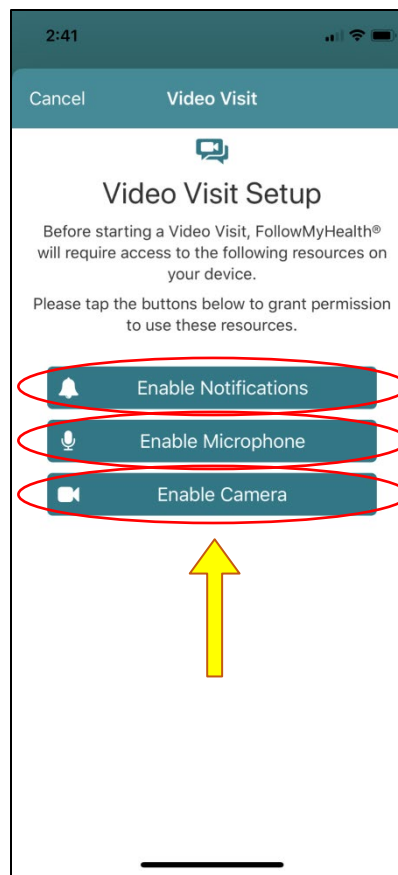 2:41
Cancel Video Visit
Video Visit Setup
Before starting a Video Visit, FollowMyHealth®
will require access to the following resources on
your device.
Please tap the buttons below to grant permission
to use these resources.
Enable Notifications
Enable Microphone
Enable Camera